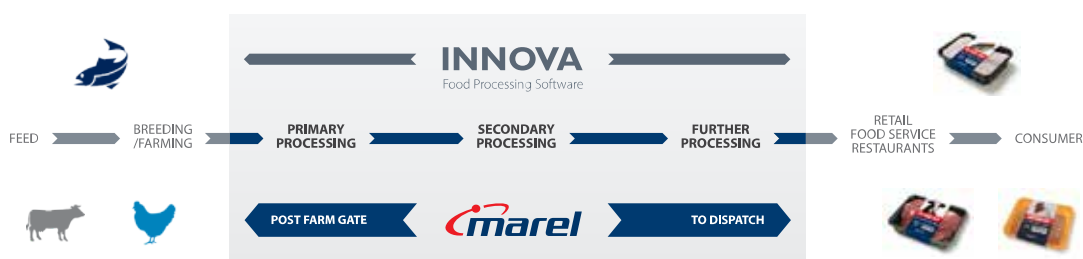 INNOVA
Food Processing Software
FEED
BREEDING
/FARMING
PRIMARY
PROCESSING
SECONDARY
PROCESSING
FURTHER
PROCESSING
RETAIL
FOOD SERVICE
RESTAURANTS
CONSUMER
POST FARM GATE
marel
TO DISPATCH